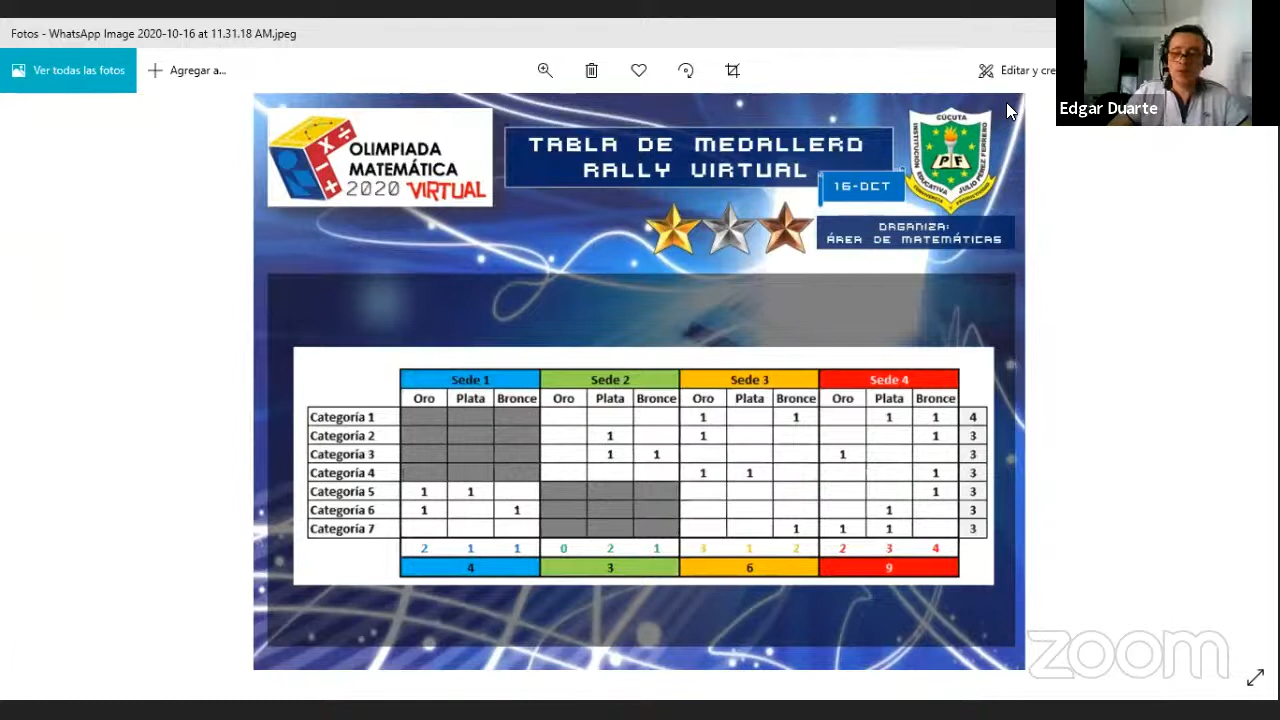 Fotos - WhatsApp Image 2020-10-16 at 11.31.18 AM.jpeg
Ver todas las fotos
Agregar a...
Editar y cre
Edgar Duarte
OLIMPIADA
MATEMÁTICA
2020 VIRTUAL
TABLA DE MEDALLERO
RALLY VIRTUAL
16-OCT
CÚCUTA
INSTITUCIÓN EDUCATIVA JULIO PEREZ FERRERO
PF
ORGANIZA:
ÁREA DE MATEMÁTICAS
Sede 1 Sede 2 Sede 3 Sede 4
Oro Plata Bronce Oro Plata Bronce Oro Plata Bronce Oro Plata Bronce
Categoría 1 1 1 1 1 4
Categoría 2 1 1 1 3
Categoría 3 1 1 1 3
Categoría 4 1 1 1 3
Categoría 5 1 1 1 3
Categoría 6 1 1 1 3
Categoría 7 1 1 1 3
2 1 1 0 2 1 3 1 2 2 3 4
4 3 6 9
zoom